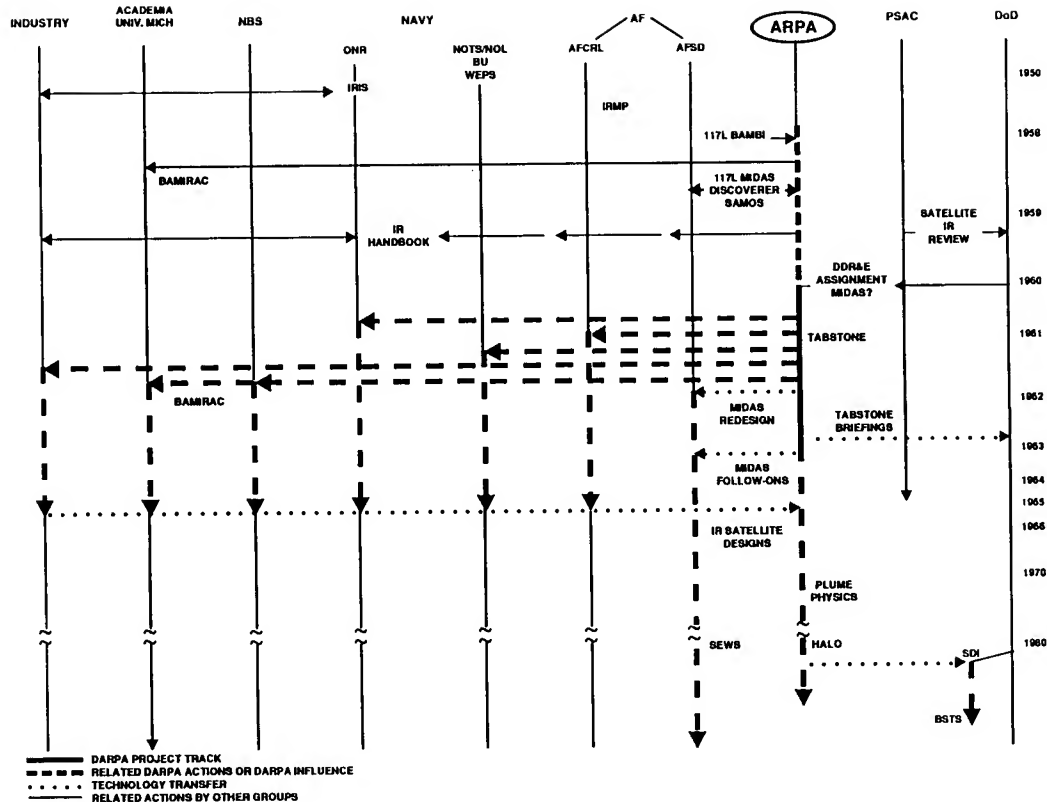 INDUSTRY
ACADEMIA
UNIV. MICH
NBS
NAVY
AF
ARPA
PSAC
DoD
ONR
NOTS/NOL
BU
WEPS
AFCRL
AFSD
1950
IRIS
IRMP
117L BAMBI
1958
BAMIRAC
117L MIDAS
DISCOVERER
SAMOS
1959
IR
HANDBOOK
SATELLITE
IR
REVIEW
DDR&E
ASSIGNMENT
MIDAS?
1960
TABSTONE
1961
BAMIRAC
1962
MIDAS
REDESIGN
TABSTONE
BRIEFINGS
1963
MIDAS
FOLLOW-ONS
1964
1965
1966
IR SATELLITE
DESIGNS
1970
PLUME
PHYSICS
1980
SEWS
HALO
SDI
BSTS
DARPA PROJECT TRACK
RELATED DARPA ACTIONS OR DARPA INFLUENCE
TECHNOLOGY TRANSFER
RELATED ACTIONS BY OTHER GROUPS